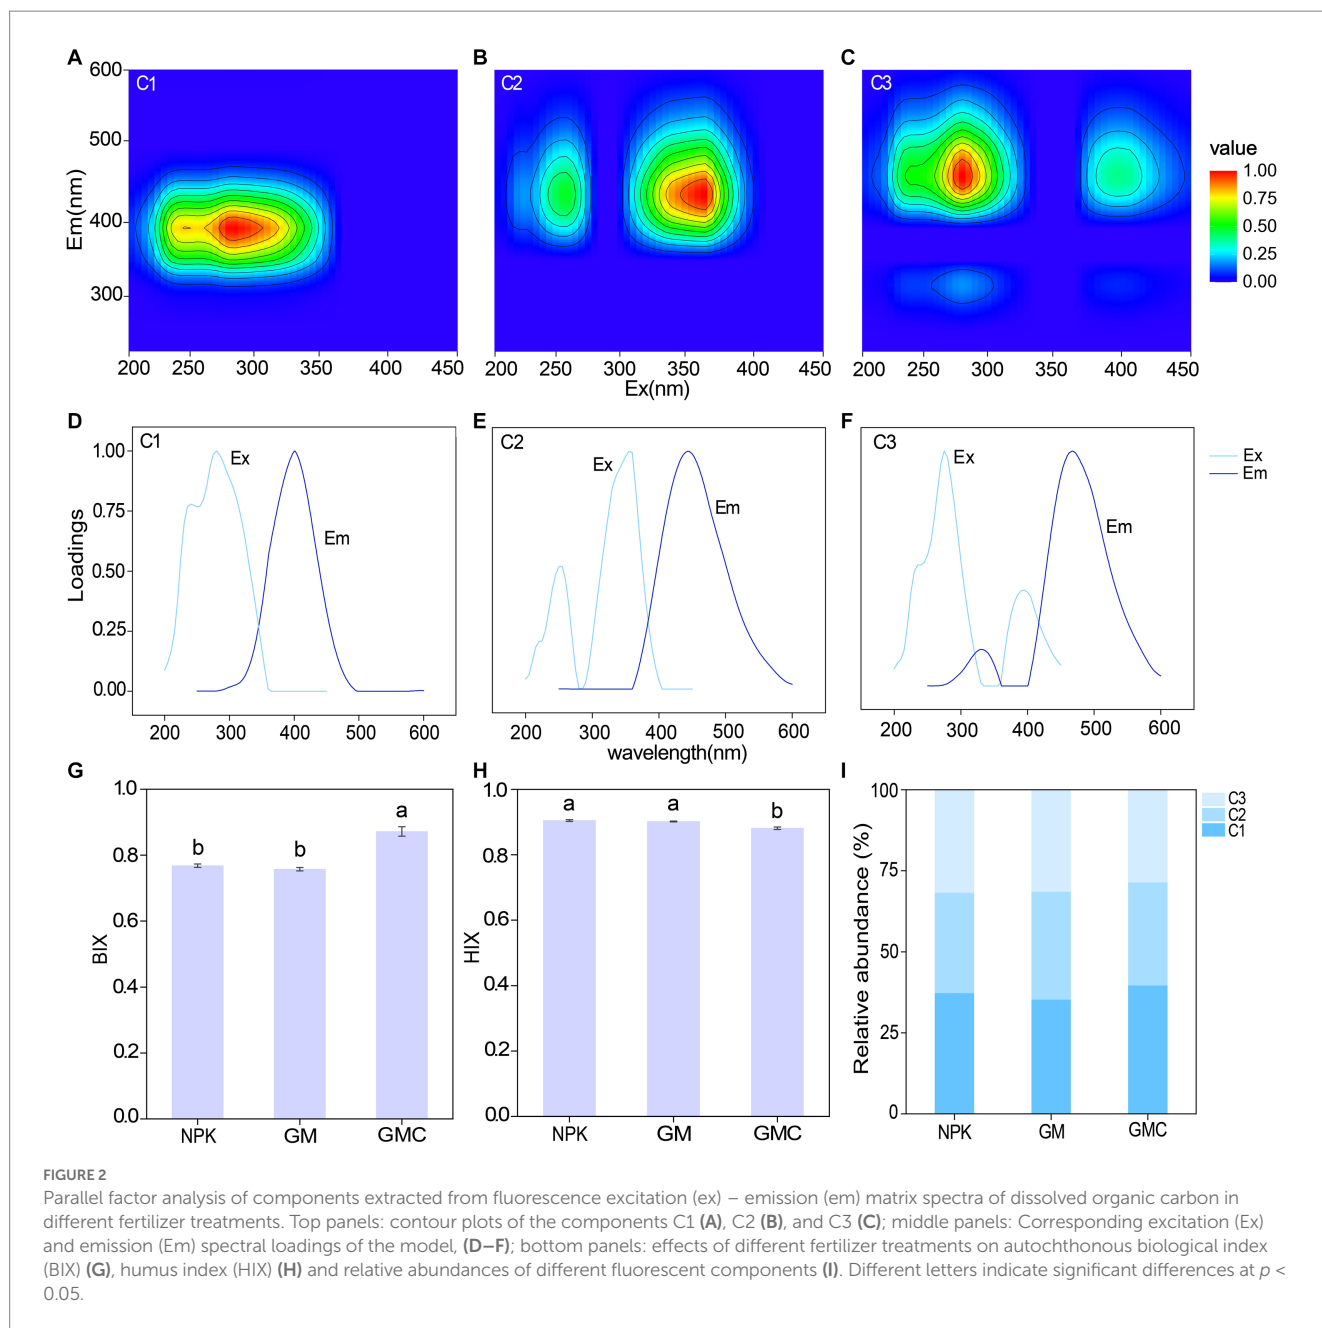 A
B
C
C1
C2
C3
600
500
400
300
Em(nm)
200 250 300 350 400 450
200 250 300 350 400 450
200 250 300 350 400 450
Ex(nm)
value
1.00
0.75
0.50
0.25
0.00
D
E
F
C1
C2
C3
Ex
Em
Ex
Em
Ex
Em
Ex
Em
1.00
0.75
0.50
0.25
0.00
Loadings
200 300 400 500 600
200 300 400 500 600
200 300 400 500 600
wavelength(nm)
G
1.0
0.8
0.6
0.4
0.2
0.0
BIX
b
b
a
NPK GM GMC
H
1.0
0.8
0.6
0.4
0.2
0.0
HIX
a
a
b
NPK GM GMC
I
100
75
50
25
0
Relative abundance (%)
NPK GM GMC
C3
C2
C1
FIGURE 2
Parallel factor analysis of components extracted from fluorescence excitation (ex) – emission (em) matrix spectra of dissolved organic carbon in
different fertilizer treatments. Top panels: contour plots of the components C1 (A), C2 (B), and C3 (C); middle panels: Corresponding excitation (Ex)
and emission (Em) spectral loadings of the model, (D–F); bottom panels: effects of different fertilizer treatments on autochthonous biological index
(BIX) (G), humus index (HIX) (H) and relative abundances of different fluorescent components (I). Different letters indicate significant differences at p <
0.05.